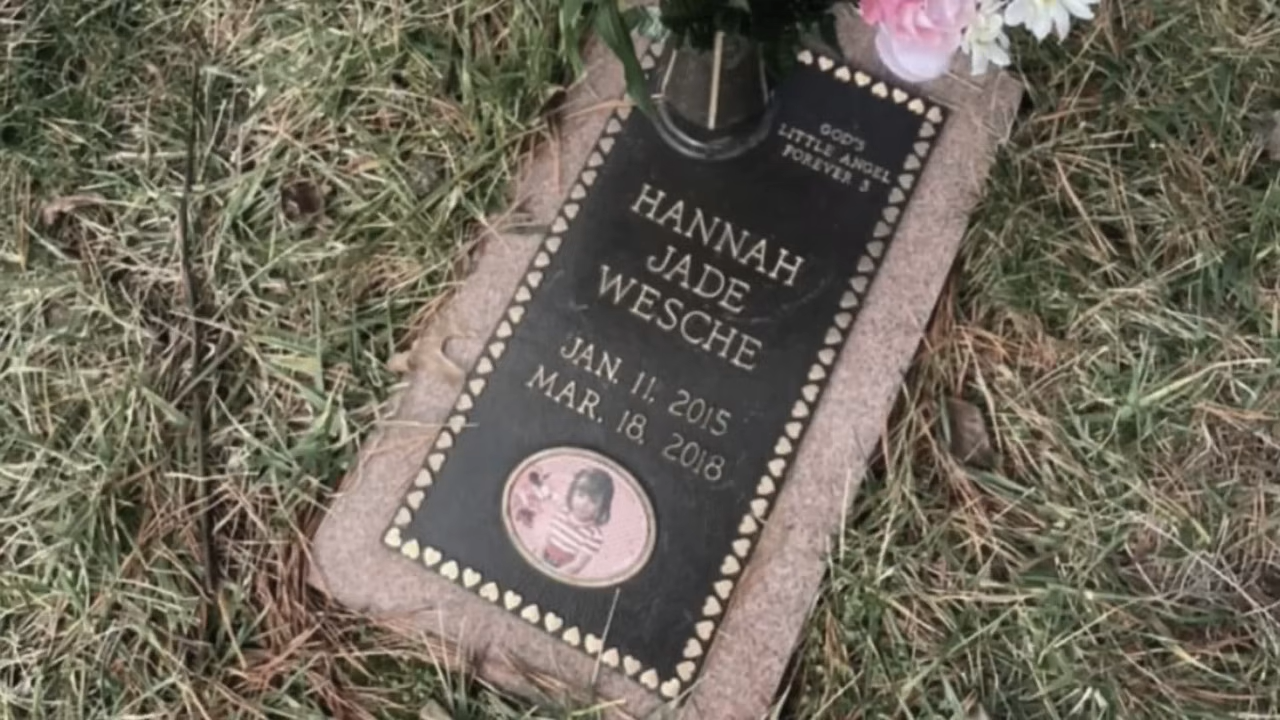 GOD'S
LITTLE ANGEL
FOREVER 3
HANNAH
JADE
WESCHE
JAN. 11, 2015
MAR. 18, 2018